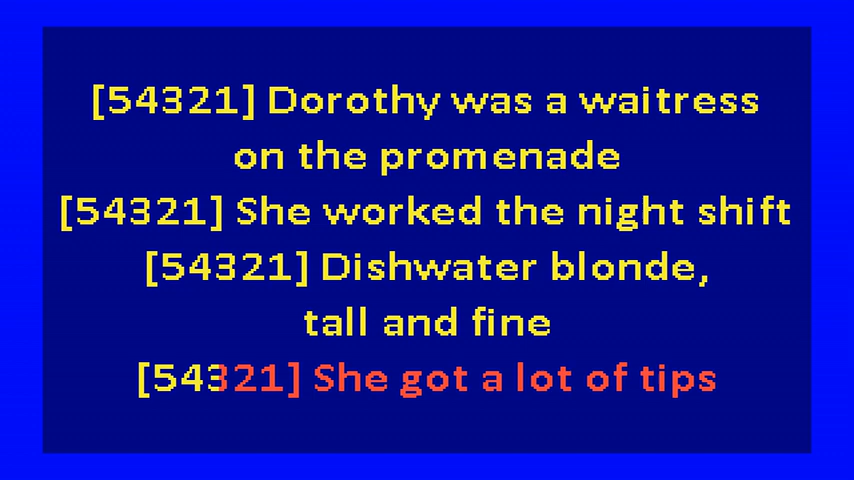 [54321] Dorothy was a waitress
on the promenade
[54321] She worked the night shift
[54321] Dishwater blonde,
tall and fine
[54321] She got a lot of tips